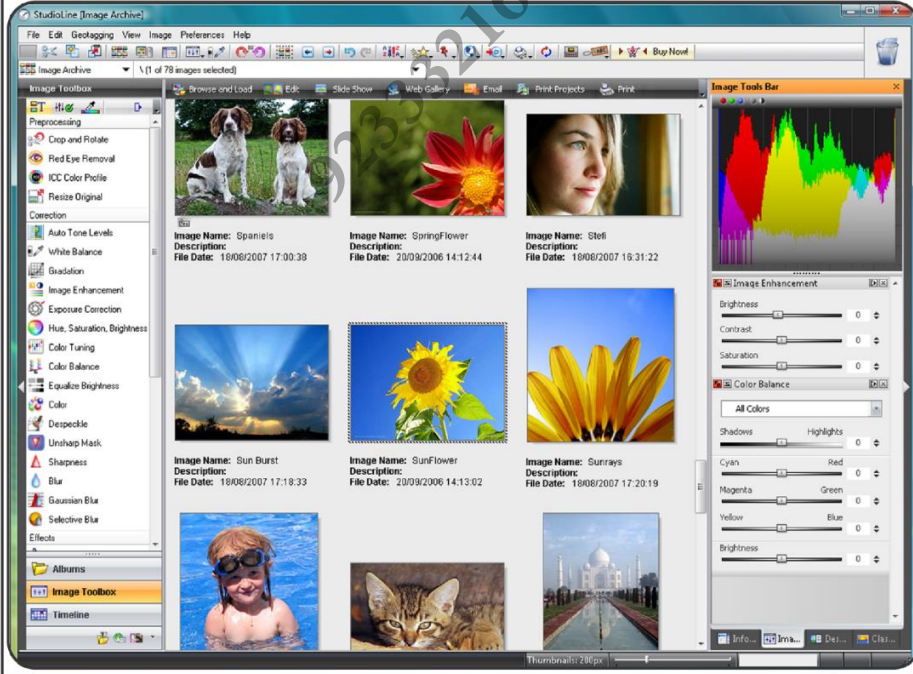 StudioLine [Image Archive]
File Edit Geotagging View Image Preferences Help
Buy Now!
Image Archive \ (1 of 78 images selected)
Image Toolbox
Browse and Load Edit Slide Show Web Gallery Email Print Projects Print
Image Tools Bar
Preprocessing
Crop and Rotate
Red Eye Removal
ICC Color Profile
Resize Original
Correction
Auto Tone Levels
White Balance
Gradation
Image Enhancement
Exposure Correction
Hue, Saturation, Brightness
Color Tuning
Color Balance
Equalize Brightness
Color
Despeckle
Unsharp Mask
Sharpness
Blur
Gaussian Blur
Selective Blur
Effects
Albums
Image Toolbox
Timeline
Image Name: Spaniels
Description:
File Date: 18/08/2007 17:00:38
Image Name: SpringFlower
Description:
File Date: 20/09/2006 14:12:44
Image Name: Stefi
Description:
File Date: 18/08/2007 16:31:22
Image Name: Sun Burst
Description:
File Date: 18/08/2007 17:18:33
Image Name: SunFlower
Description:
File Date: 20/09/2006 14:13:02
Image Name: Sunrays
Description:
File Date: 18/08/2007 17:20:19
Image Enhancement
Brightness 0
Contrast 0
Saturation 0
Color Balance
All Colors
Shadows Highlights 0
Cyan Red 0
Magenta Green 0
Yellow Blue 0
Brightness 0
Info... Ima... Des... Clas...
Thumbnails: 200px